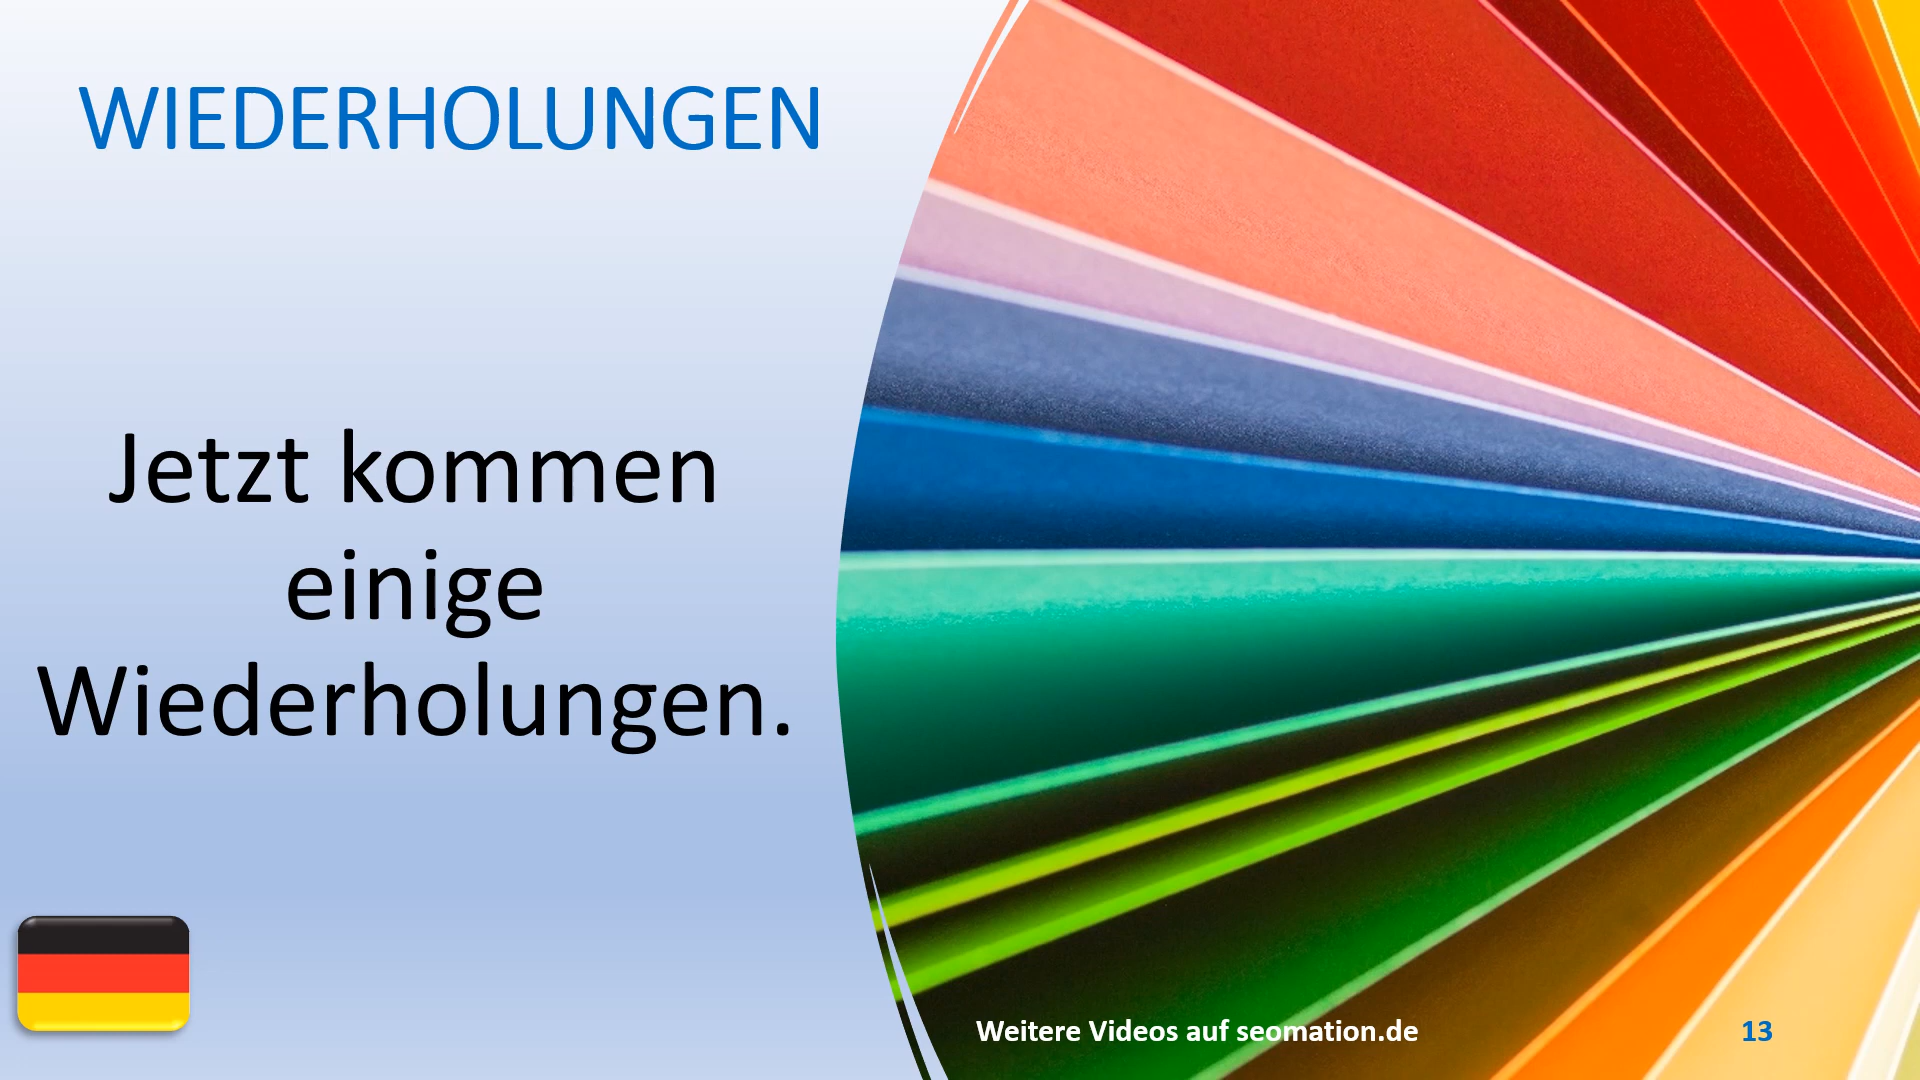 WIEDERHOLUNGEN
Jetzt kommen
einige
Wiederholungen.
Weitere Videos auf seomation.de
13